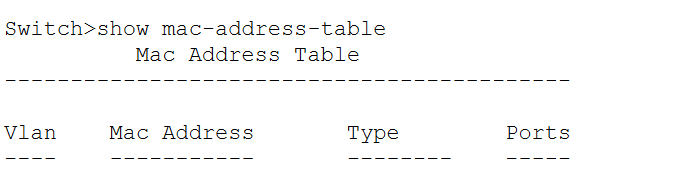 Switch>show mac-address-table
          Mac Address Table
-------------------------------------------

Vlan    Mac Address       Type        Ports
----    -----------       --------    -----